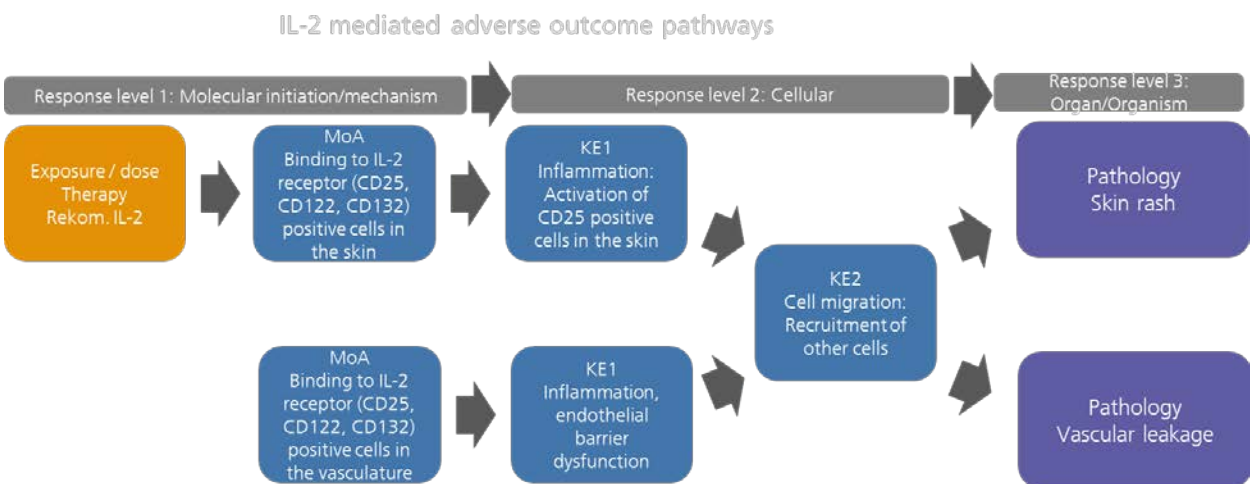 IL-2 mediated adverse outcome pathways
Response level 1: Molecular initiation/mechanism
Response level 2: Cellular
Response level 3:
Organ/Organism
Exposure / dose
Therapy
Rekom. IL-2
MoA
Binding to IL-2
receptor (CD25,
CD122, CD132)
positive cells in
the skin
KE1
Inflammation:
Activation of
CD25 positive
cells in the skin
KE2
Cell migration:
Recruitment of
other cells
Pathology
Skin rash
MoA
Binding to IL-2
receptor (CD25,
CD122, CD132)
positive cells in
the vasculature
KE1
Inflammation,
endothelial
barrier
dysfunction
Pathology
Vascular leakage